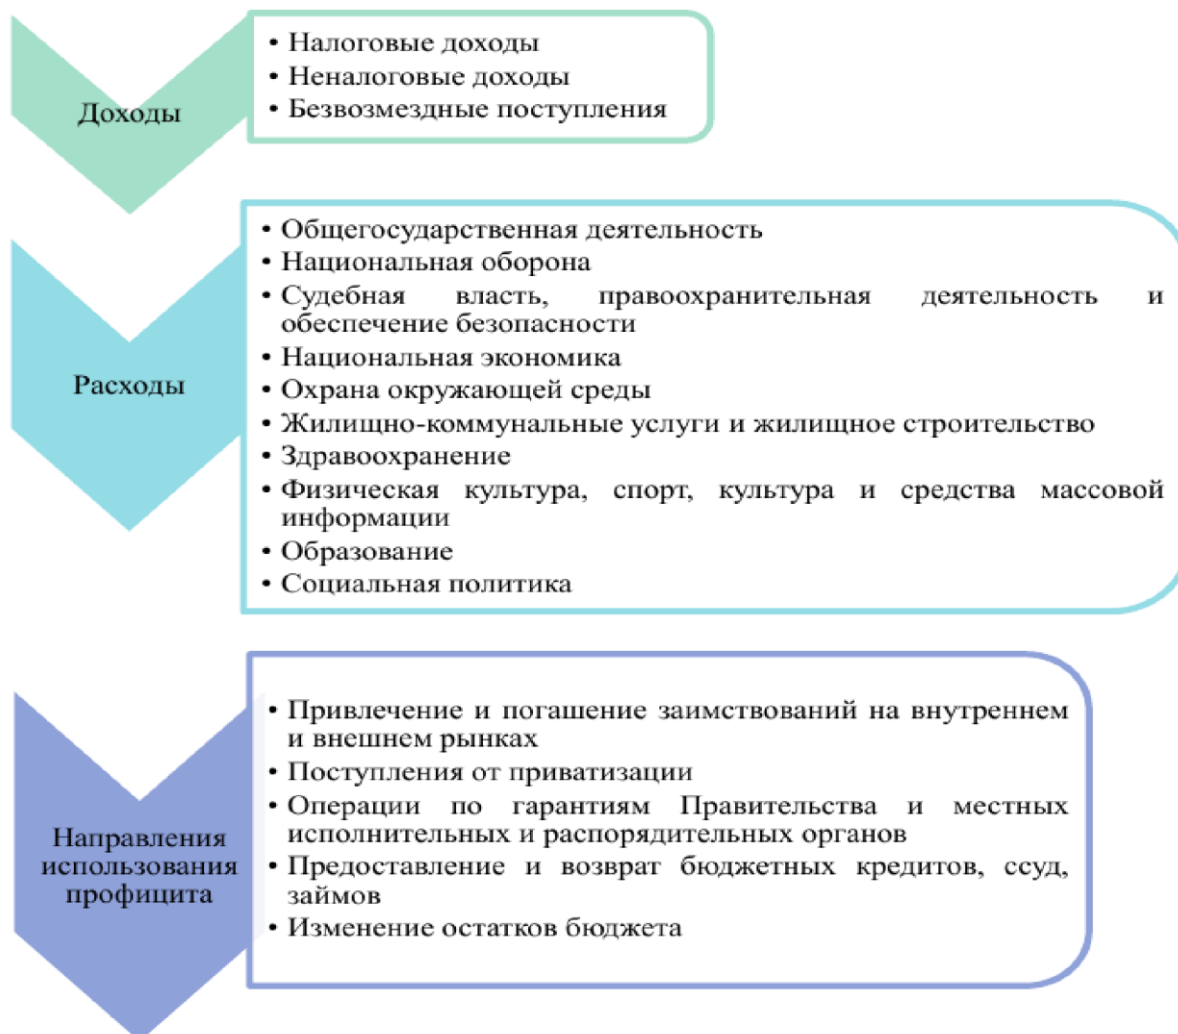 Доходы
• Налоговые доходы
• Неналоговые доходы
• Безвозмездные поступления
Расходы
• Общегосударственная деятельность
• Национальная оборона
• Судебная власть, правоохранительная деятельность и
обеспечение безопасности
• Национальная экономика
• Охрана окружающей среды
• Жилищно-коммунальные услуги и жилищное строительство
• Здравоохранение
• Физическая культура, спорт, культура и средства массовой
информации
• Образование
• Социальная политика
Направления
использования
профицита
• Привлечение и погашение заимствований на внутреннем
и внешнем рынках
• Поступления от приватизации
• Операции по гарантиям Правительства и местных
исполнительных и распорядительных органов
• Предоставление и возврат бюджетных кредитов, ссуд,
займов
• Изменение остатков бюджета